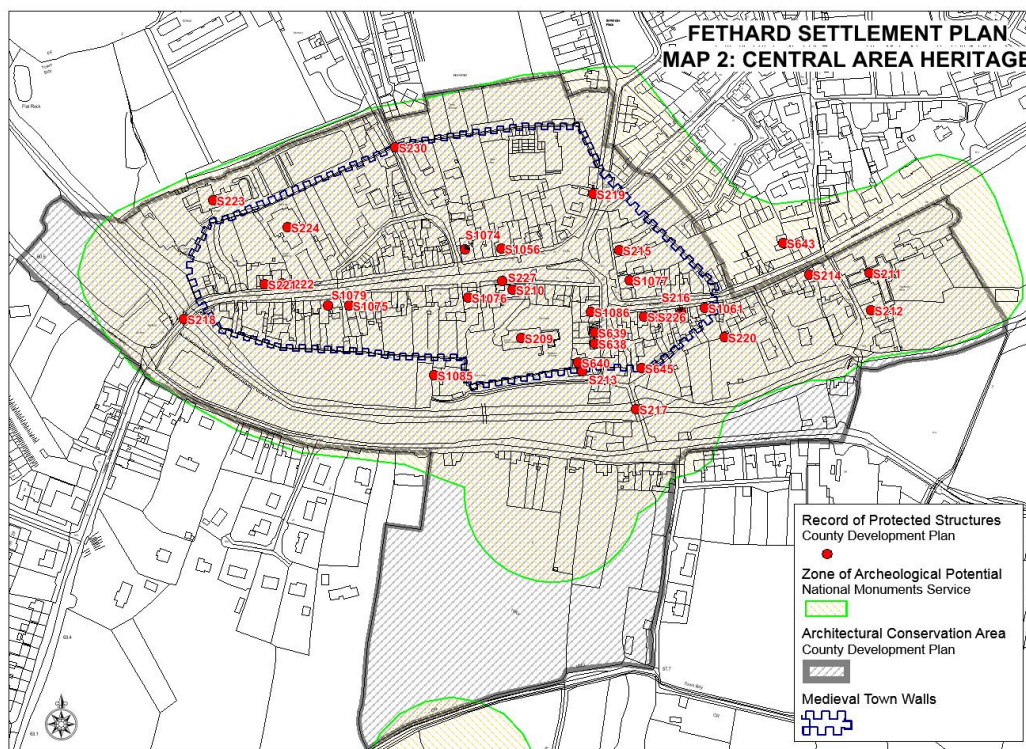 FETHARD SETTLEMENT PLAN
MAP 2: CENTRAL AREA HERITAGE
S230
S223
S219
S224
S1074
S1056
S215
S643
S227
S1077
S214
S211
S210
S1079
S1075
S1076
S216
S1061
S212
S1086
S226
S218
S639
S220
S209
S638
S640
S213
S645
S1085
S217
Record of Protected Structures
County Development Plan
Zone of Archeological Potential
National Monuments Service
Architectural Conservation Area
County Development Plan
Medieval Town Walls